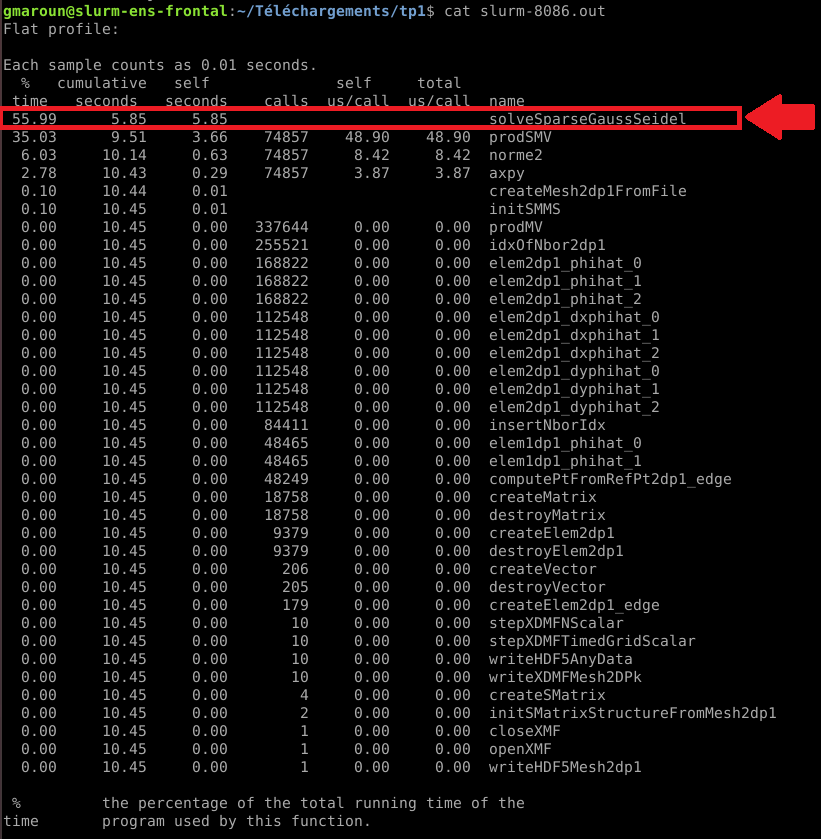 gmaroun@slurm-ens-frontal:~/Téléchargements/tp1$ cat slurm-8086.out
Flat profile:
Each sample counts as 0.01 seconds.
% cumulative self self total
time seconds seconds calls us/call us/call name
55.99 5.85 5.85 solveSparseGaussSeidel
35.03 9.51 3.66 74857 48.90 48.90 prodSMV
6.03 10.14 0.63 74857 8.42 8.42 norme2
2.78 10.43 0.29 74857 3.87 3.87 axpy
0.10 10.44 0.01 createMesh2dp1FromFile
0.10 10.45 0.01 initSMMS
0.00 10.45 0.00 337644 0.00 0.00 prodMV
0.00 10.45 0.00 255521 0.00 0.00 idxOfNbor2dp1
0.00 10.45 0.00 168822 0.00 0.00 elem2dp1_phihat_0
0.00 10.45 0.00 168822 0.00 0.00 elem2dp1_phihat_1
0.00 10.45 0.00 168822 0.00 0.00 elem2dp1_phihat_2
0.00 10.45 0.00 112548 0.00 0.00 elem2dp1_dxphihat_0
0.00 10.45 0.00 112548 0.00 0.00 elem2dp1_dxphihat_1
0.00 10.45 0.00 112548 0.00 0.00 elem2dp1_dxphihat_2
0.00 10.45 0.00 112548 0.00 0.00 elem2dp1_dyphihat_0
0.00 10.45 0.00 112548 0.00 0.00 elem2dp1_dyphihat_1
0.00 10.45 0.00 112548 0.00 0.00 elem2dp1_dyphihat_2
0.00 10.45 0.00 84411 0.00 0.00 insertNborIdx
0.00 10.45 0.00 48465 0.00 0.00 elem1dp1_phihat_0
0.00 10.45 0.00 48465 0.00 0.00 elem1dp1_phihat_1
0.00 10.45 0.00 48249 0.00 0.00 computePtFromRefPt2dp1_edge
0.00 10.45 0.00 18758 0.00 0.00 createMatrix
0.00 10.45 0.00 18758 0.00 0.00 destroyMatrix
0.00 10.45 0.00 9379 0.00 0.00 createElem2dp1
0.00 10.45 0.00 9379 0.00 0.00 destroyElem2dp1
0.00 10.45 0.00 206 0.00 0.00 createVector
0.00 10.45 0.00 205 0.00 0.00 destroyVector
0.00 10.45 0.00 179 0.00 0.00 createElem2dp1_edge
0.00 10.45 0.00 10 0.00 0.00 stepXDMFNScalar
0.00 10.45 0.00 10 0.00 0.00 stepXDMFTimedGridScalar
0.00 10.45 0.00 10 0.00 0.00 writeHDF5AnyData
0.00 10.45 0.00 10 0.00 0.00 writeXDMFMesh2DPk
0.00 10.45 0.00 4 0.00 0.00 createSMatrix
0.00 10.45 0.00 2 0.00 0.00 initSMatrixStructureFromMesh2dp1
0.00 10.45 0.00 1 0.00 0.00 closeXMF
0.00 10.45 0.00 1 0.00 0.00 openXMF
0.00 10.45 0.00 1 0.00 0.00 writeHDF5Mesh2dp1
% the percentage of the total running time of the
time program used by this function.